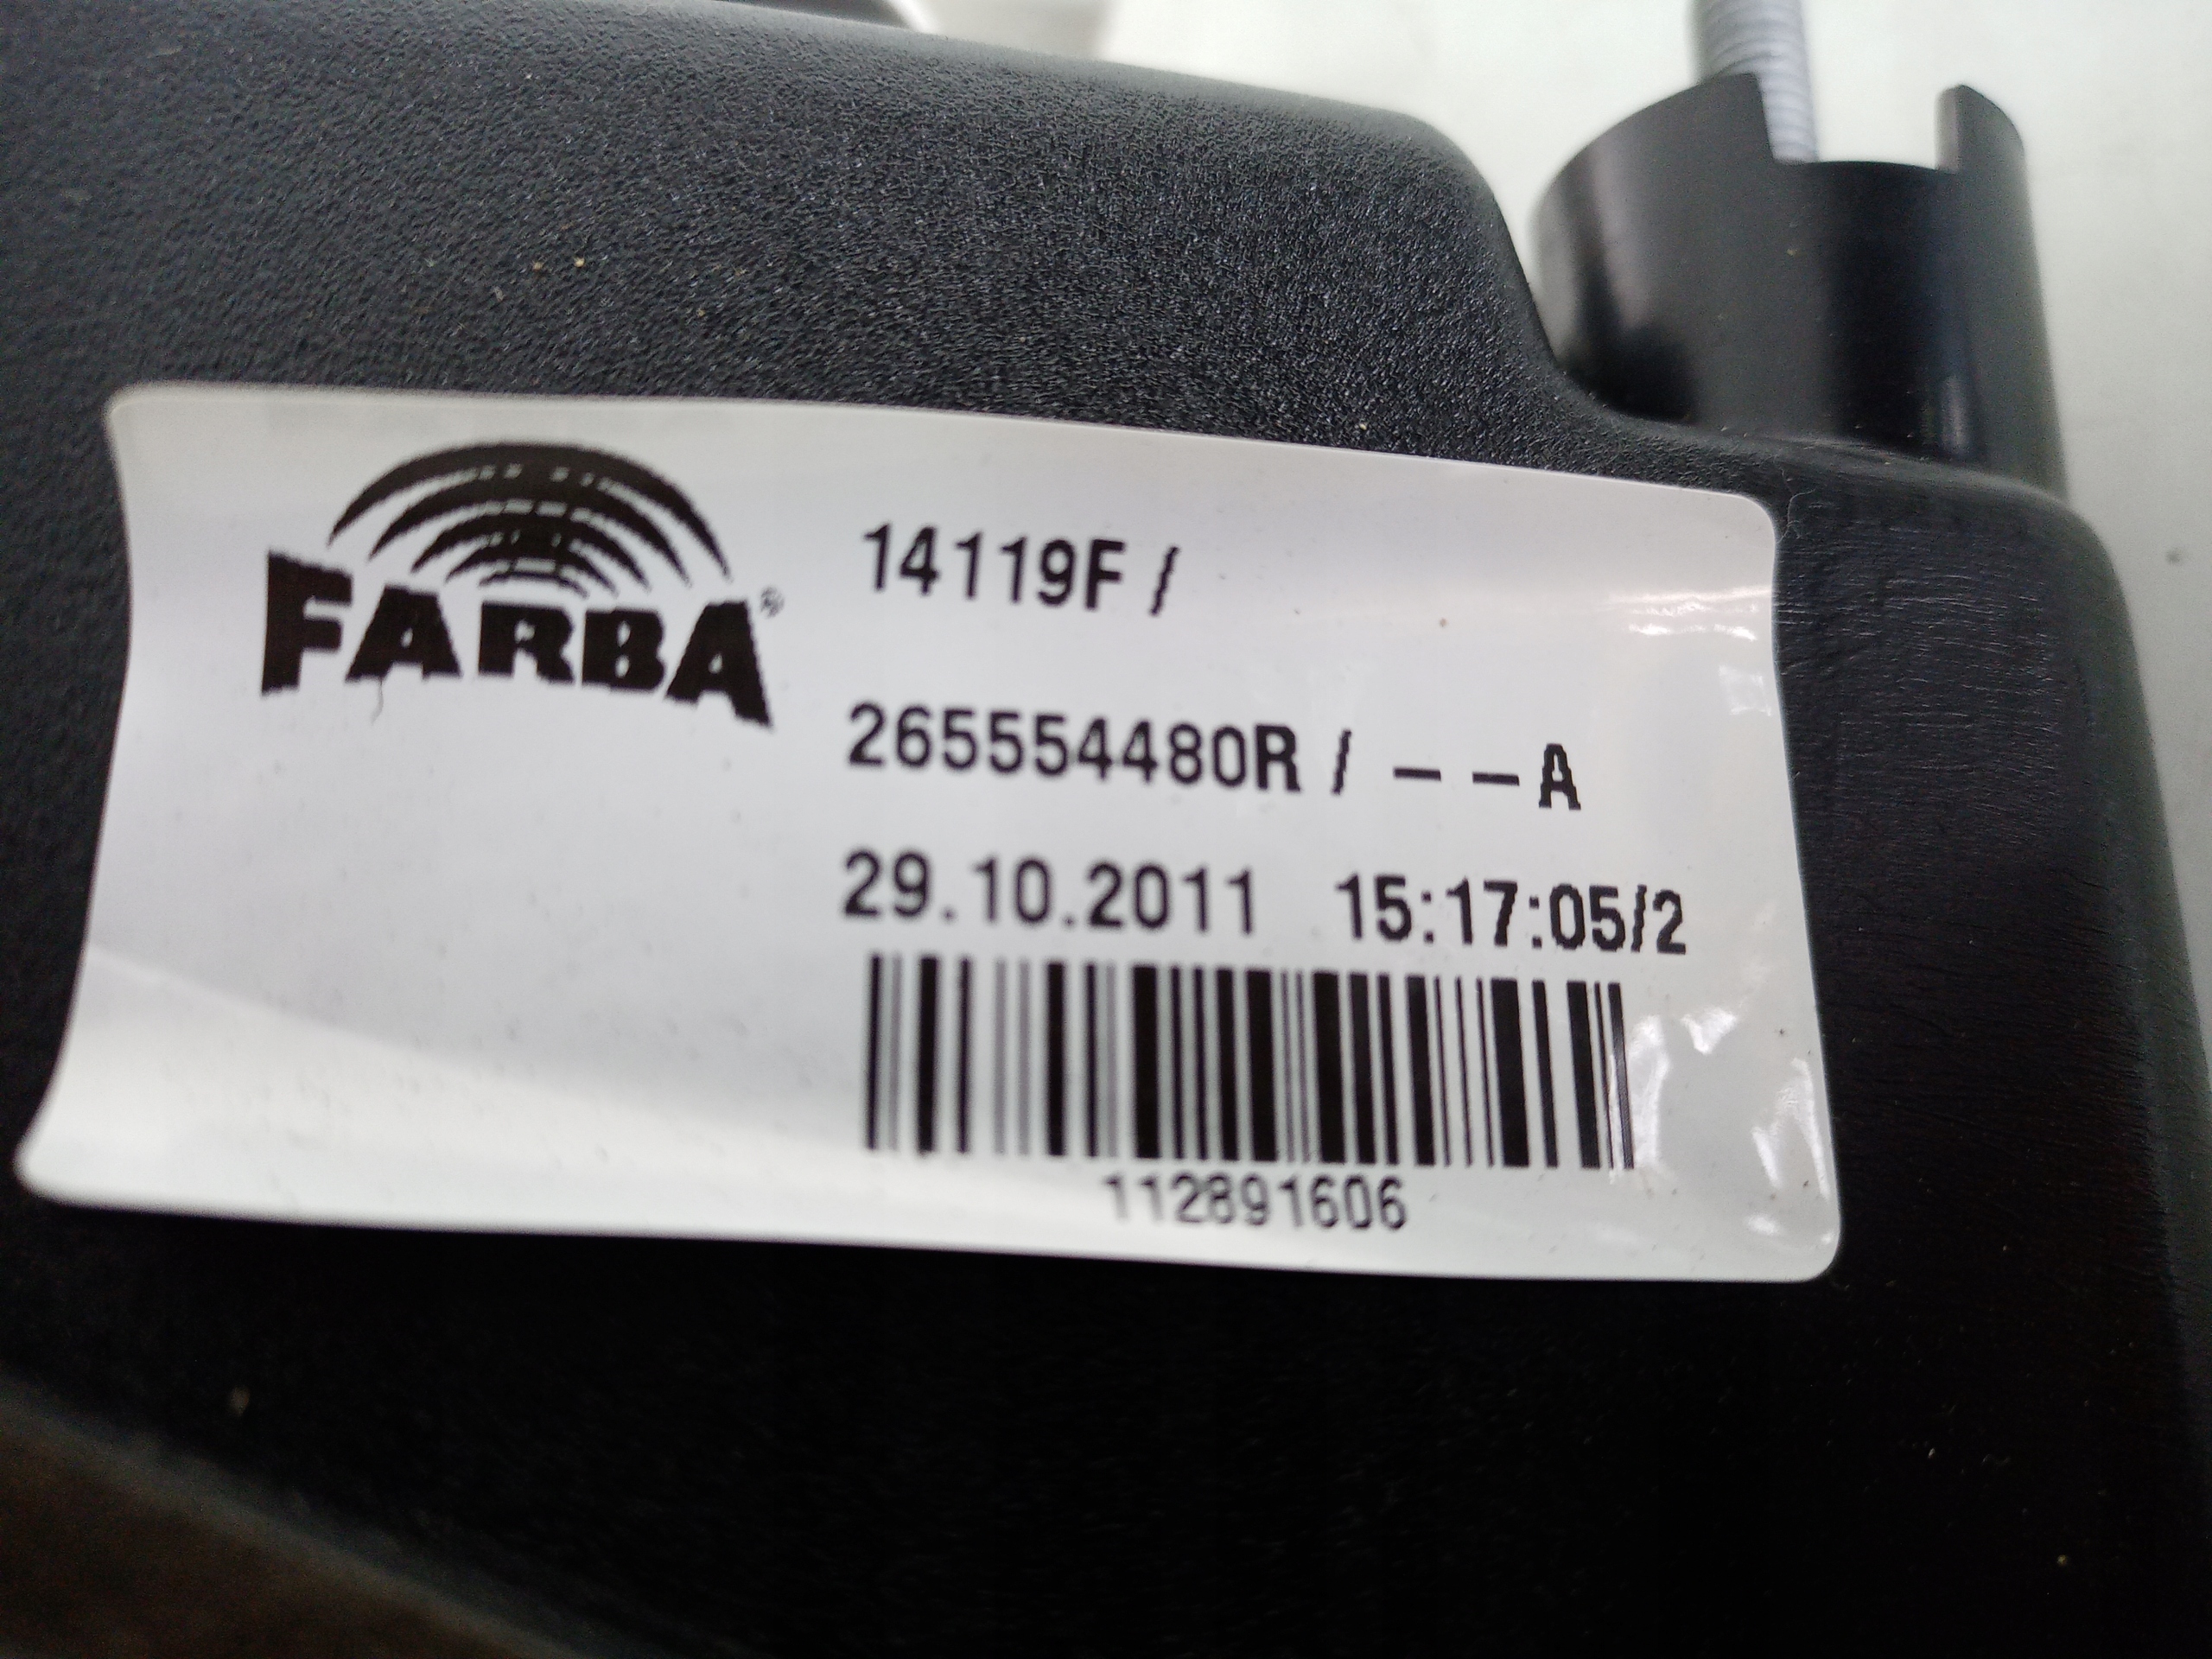 FARBA®
14119F /
265554480R / – – A
29.10.2011 15:17:05/2
112891606